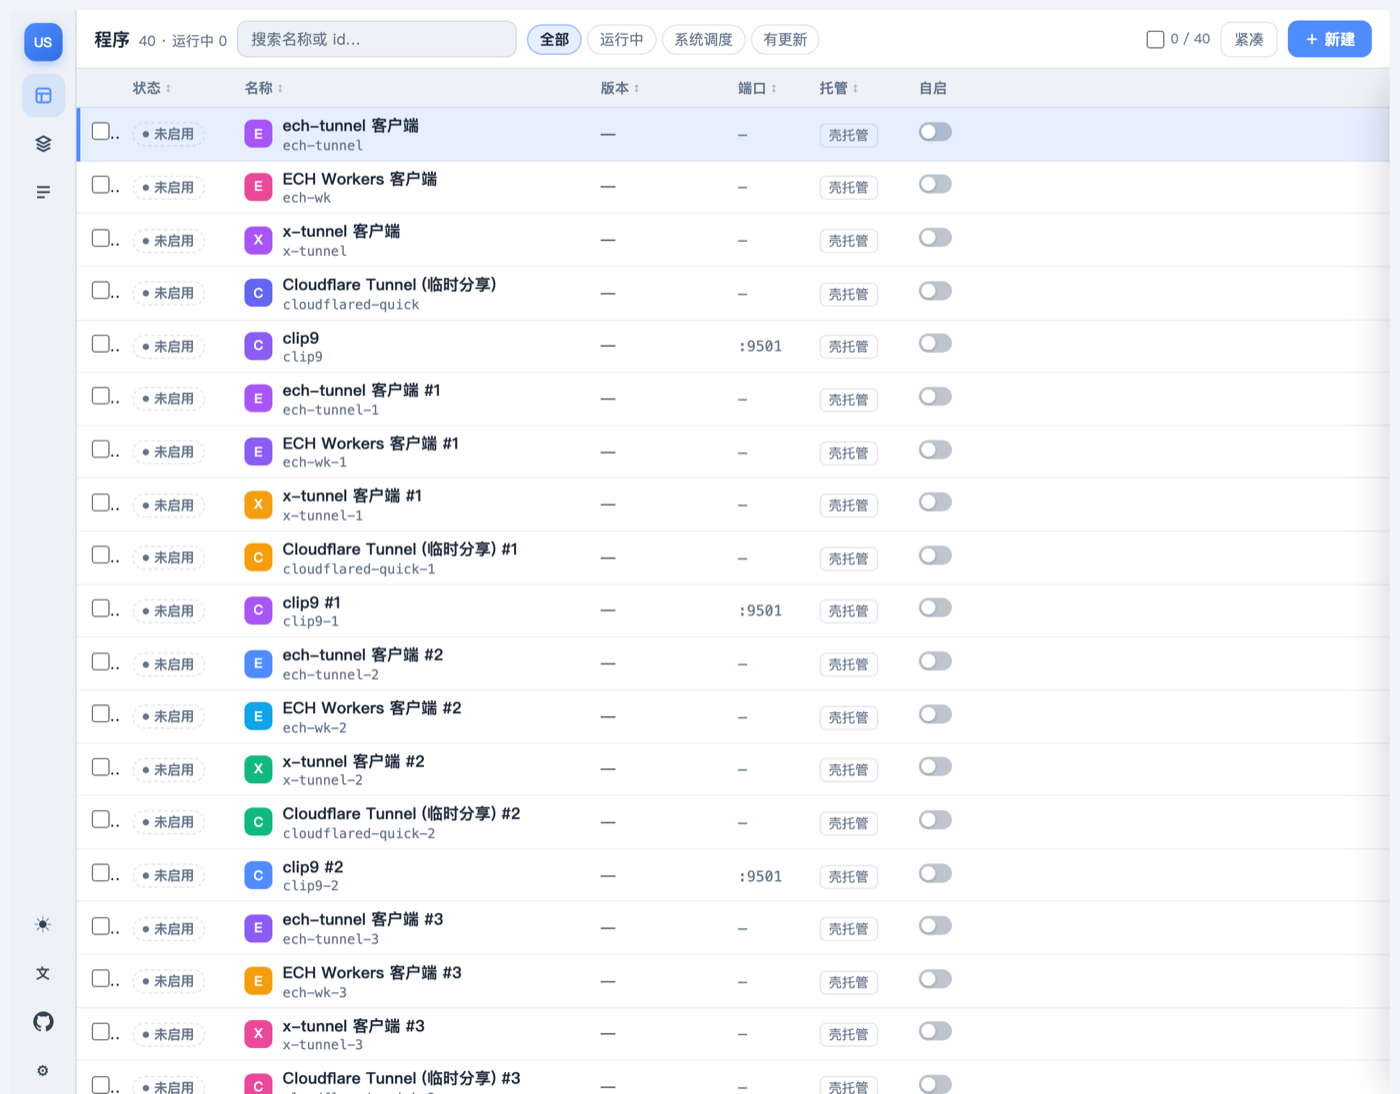 US
程序 40 · 运行中 0 搜索名称或 id... 全部 运行中 系统调度 有更新 0 / 40 紧凑 + 新建
状态 ↕ 名称 ↕ 版本 ↕ 端口 ↕ 托管 ↕ 自启
.. • 未启用 E ech-tunnel 客户端 — – 壳托管
ech-tunnel
.. • 未启用 E ECH Workers 客户端 — – 壳托管
ech-wk
.. • 未启用 X x-tunnel 客户端 — – 壳托管
x-tunnel
.. • 未启用 C Cloudflare Tunnel (临时分享) — – 壳托管
cloudflared-quick
.. • 未启用 C clip9 — :9501 壳托管
clip9
.. • 未启用 E ech-tunnel 客户端 #1 — – 壳托管
ech-tunnel-1
.. • 未启用 E ECH Workers 客户端 #1 — – 壳托管
ech-wk-1
.. • 未启用 X x-tunnel 客户端 #1 — – 壳托管
x-tunnel-1
.. • 未启用 C Cloudflare Tunnel (临时分享) #1 — – 壳托管
cloudflared-quick-1
.. • 未启用 C clip9 #1 — :9501 壳托管
clip9-1
.. • 未启用 E ech-tunnel 客户端 #2 — – 壳托管
ech-tunnel-2
.. • 未启用 E ECH Workers 客户端 #2 — – 壳托管
ech-wk-2
.. • 未启用 X x-tunnel 客户端 #2 — – 壳托管
x-tunnel-2
.. • 未启用 C Cloudflare Tunnel (临时分享) #2 — – 壳托管
cloudflared-quick-2
.. • 未启用 C clip9 #2 — :9501 壳托管
clip9-2
.. • 未启用 E ech-tunnel 客户端 #3 — – 壳托管
ech-tunnel-3
.. • 未启用 E ECH Workers 客户端 #3 — – 壳托管
ech-wk-3
文
.. • 未启用 X x-tunnel 客户端 #3 — – 壳托管
x-tunnel-3
.. • 未启用 C Cloudflare Tunnel (临时分享) #3 — – 壳托管